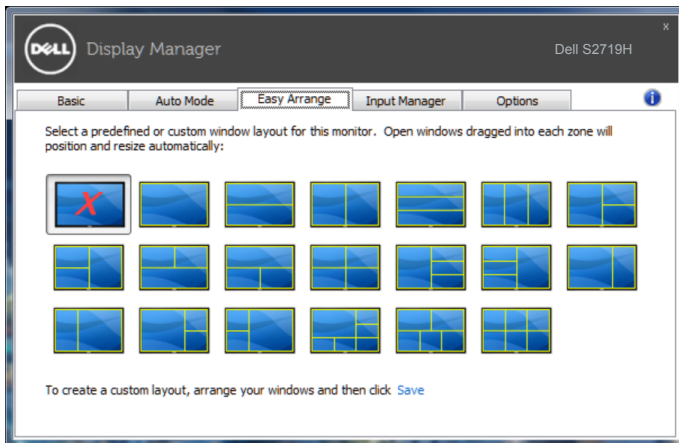 x
DELL Display Manager Dell S2719H
Basic Auto Mode Easy Arrange Input Manager Options i
Select a predefined or custom window layout for this monitor. Open windows dragged into each zone will
position and resize automatically:
X
To create a custom layout, arrange your windows and then click Save